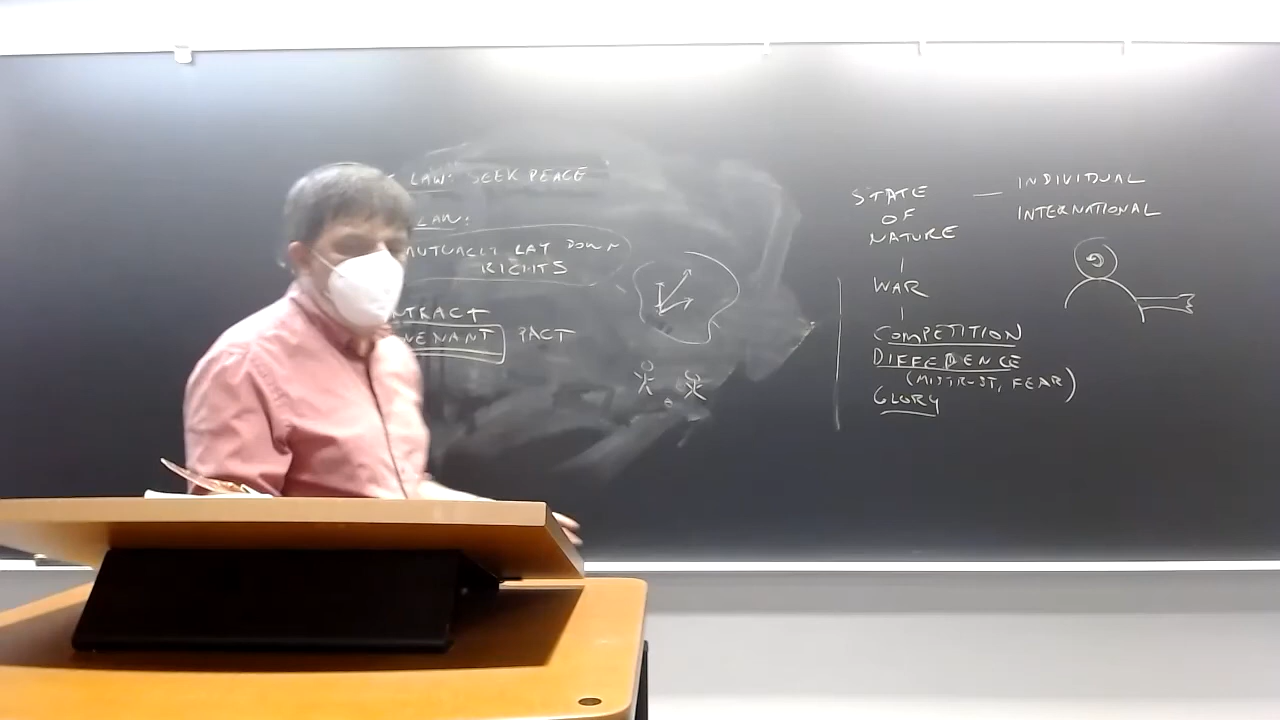 LAW: SEEK PEACE
LAW:
MUTUALLY LAY DOWN
RIGHTS
PACT
STATE
OF
NATURE
— INDIVIDUAL
INTERNATIONAL
WAR
COMPETITION
DIFFEDENCE
(MISTRUST, FEAR)
GLORY